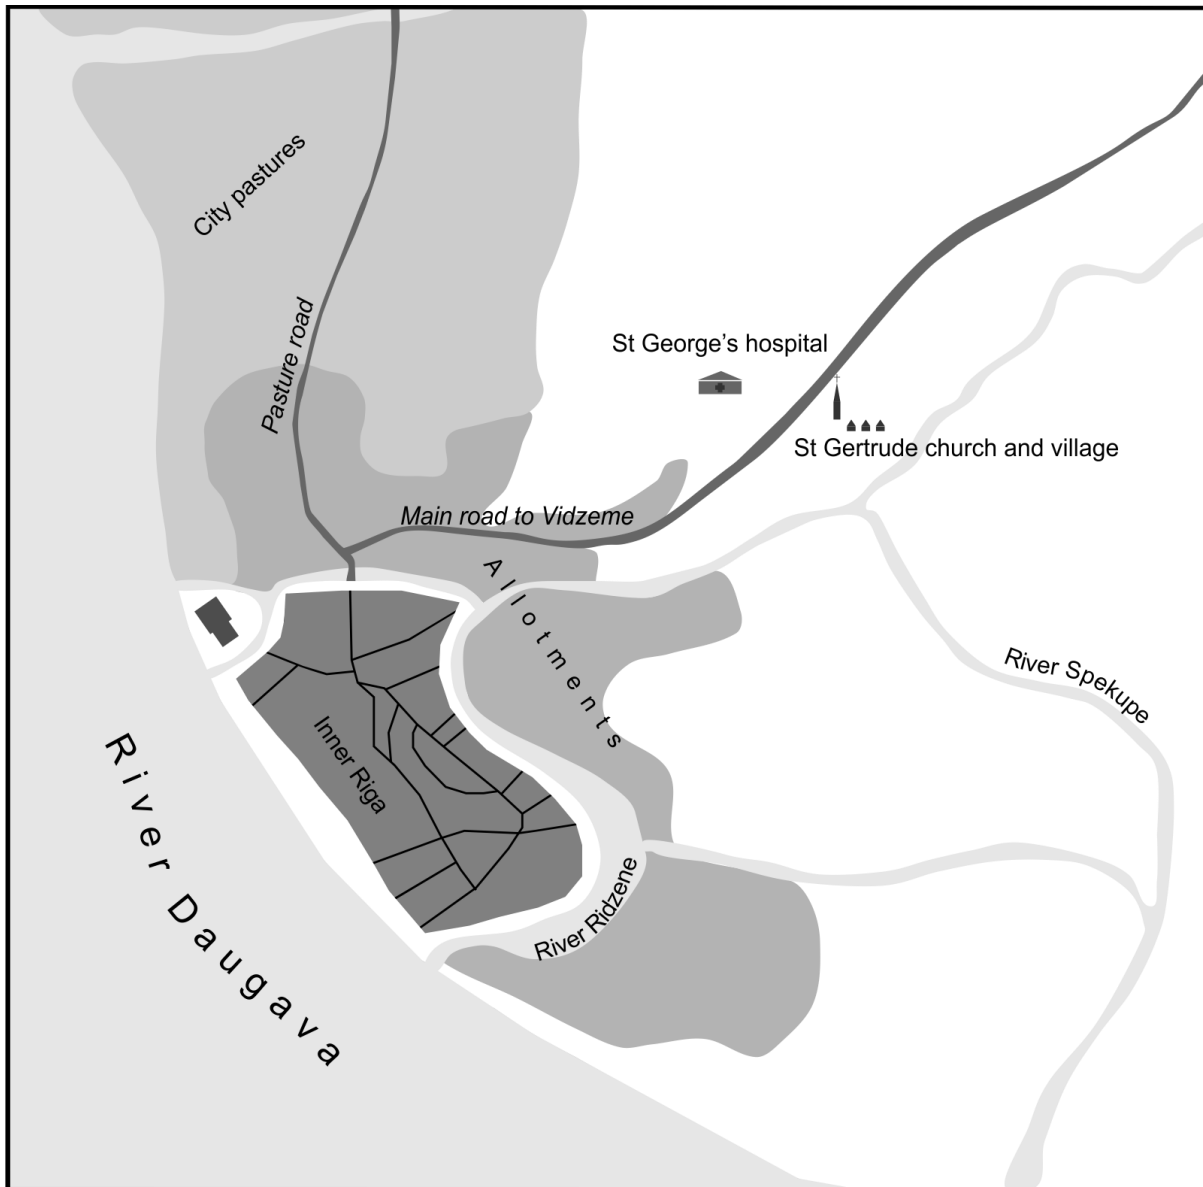 City pastures
Pasture road
St George’s hospital
St Gertrude church and village
Main road to Vidzeme
Allotments
River Spekupe
Inner Riga
River Ridzene
River Daugava